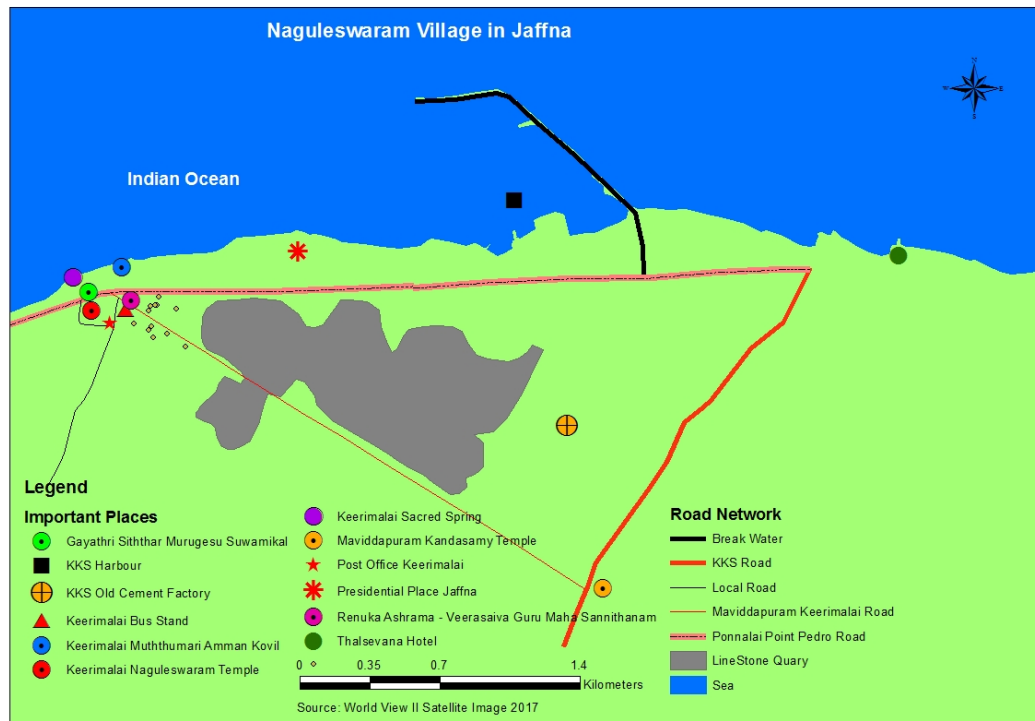 Naguleswaram Village in Jaffna
N
W E
S
Indian Ocean
Legend
Important Places
Gayathri Siththar Murugesu Suwamikal
KKS Harbour
KKS Old Cement Factory
Keerimalai Bus Stand
Keerimalai Muththumari Amman Kovil
Keerimalai Naguleswaram Temple
Keerimalai Sacred Spring
Maviddapuram Kandasamy Temple
Post Office Keerimalai
Presidential Place Jaffna
Renuka Ashrama - Veerasaiva Guru Maha Sannithanam
Thalsevana Hotel
0 0.35 0.7 1.4
Kilometers
Source: World View II Satellite Image 2017
Road Network
Break Water
KKS Road
Local Road
Maviddapuram Keerimalai Road
Ponnalai Point Pedro Road
LineStone Quary
Sea